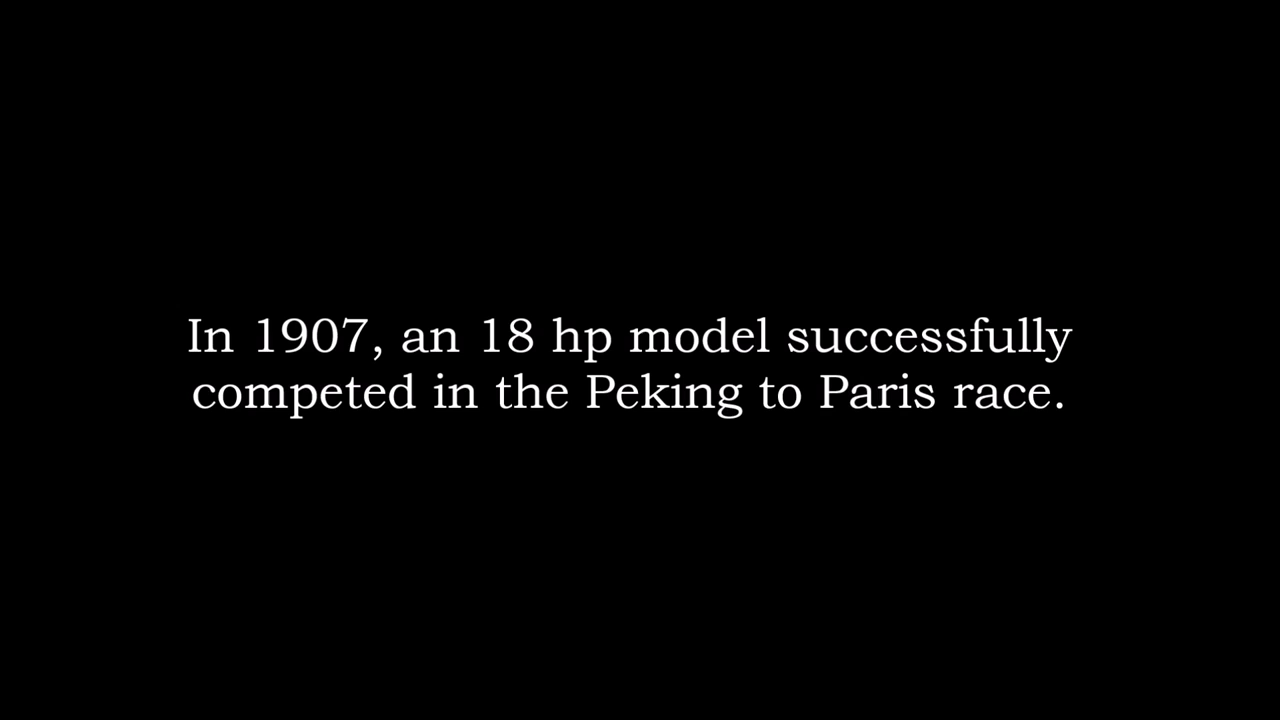 In 1907, an 18 hp model successfully
competed in the Peking to Paris race.